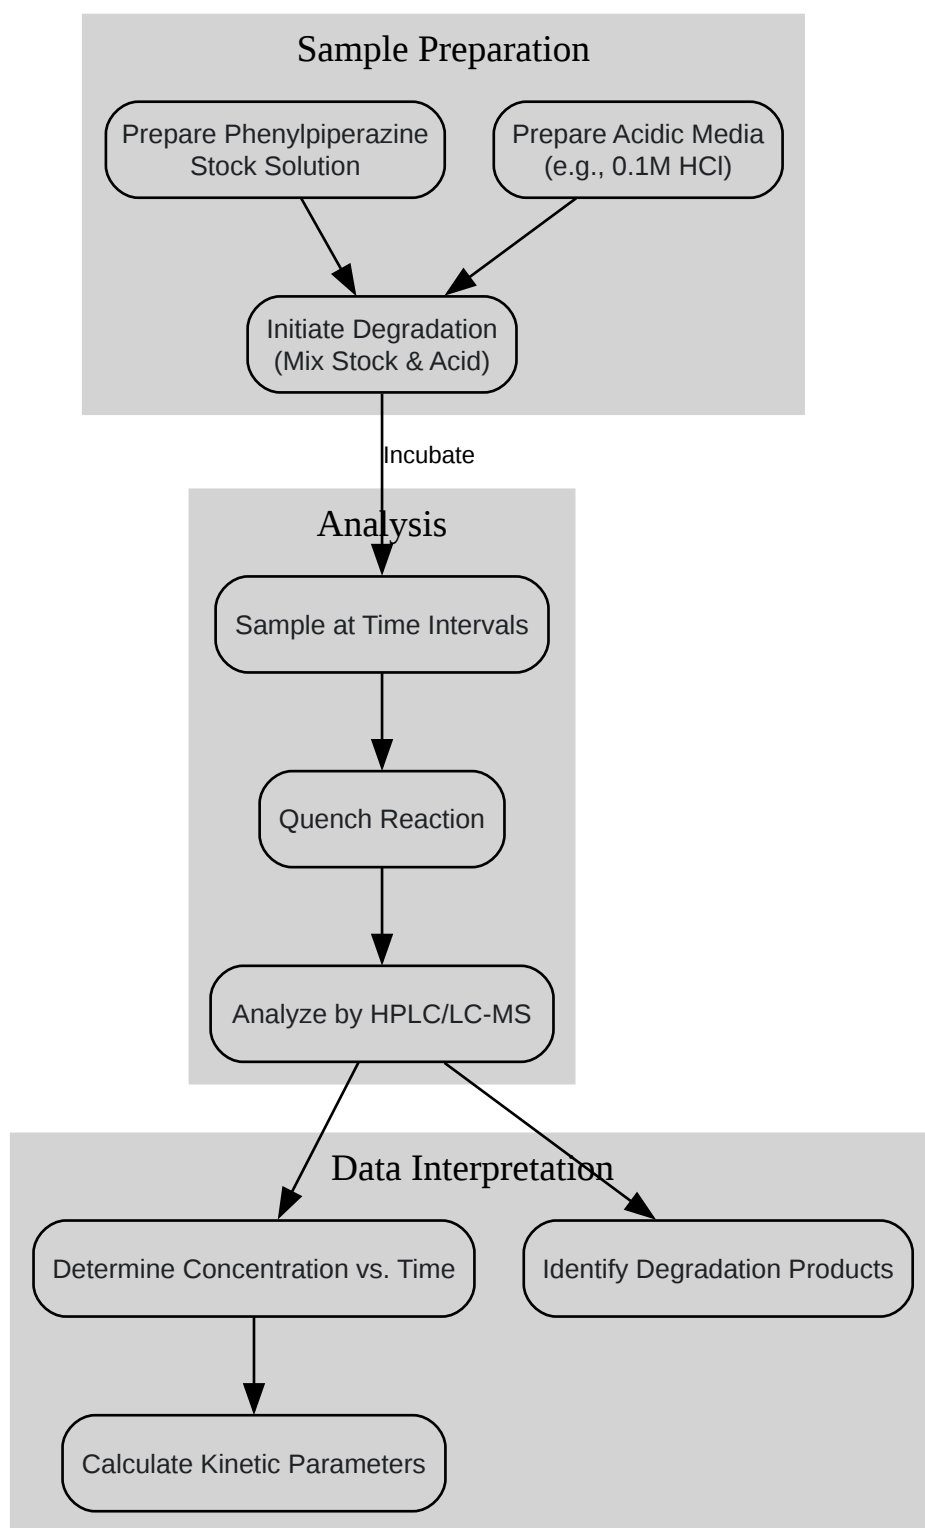 Sample Preparation
Prepare Phenylpiperazine
Stock Solution
Prepare Acidic Media
(e.g., 0.1M HCl)
Initiate Degradation
(Mix Stock & Acid)
Incubate
Analysis
Sample at Time Intervals
Quench Reaction
Analyze by HPLC/LC-MS
Data Interpretation
Determine Concentration vs. Time
Identify Degradation Products
Calculate Kinetic Parameters